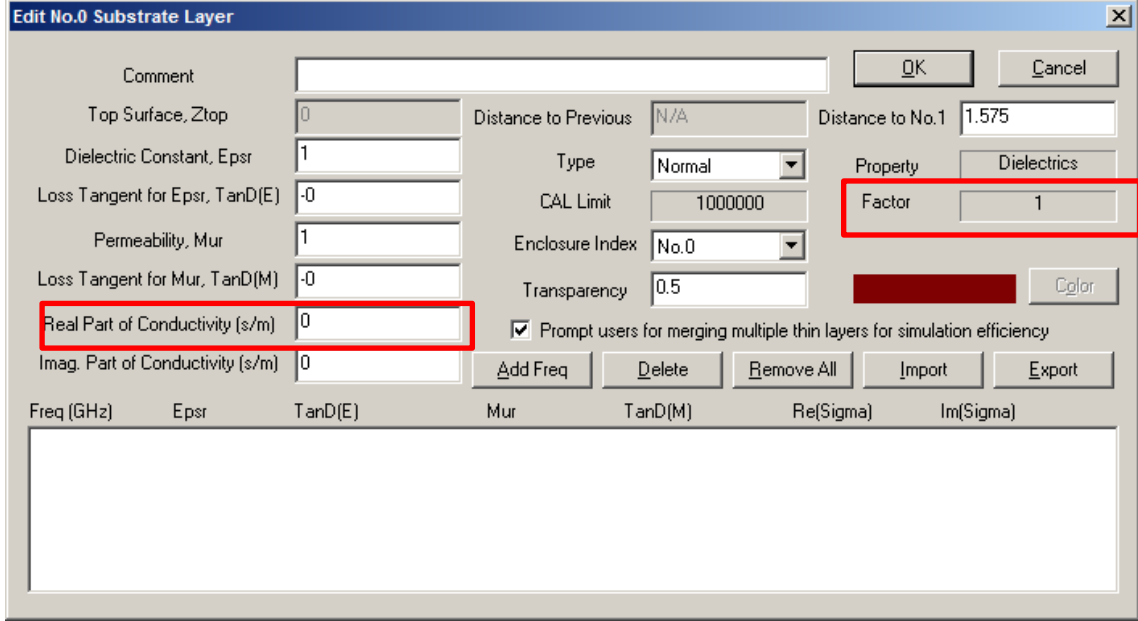 Edit No.0 Substrate Layer
Comment OK Cancel
Top Surface, Ztop 0 Distance to Previous N/A Distance to No.1 1.575
Dielectric Constant, Epsr 1 Type Normal Property Dielectrics
Loss Tangent for Epsr, TanD(E) -0 CAL Limit 1000000 Factor 1
Permeability, Mur 1 Enclosure Index No.0
Loss Tangent for Mur, TanD(M) -0 Transparency 0.5 Color
Real Part of Conductivity (s/m) 0 Prompt users for merging multiple thin layers for simulation efficiency
Imag. Part of Conductivity (s/m) 0 Add Freq Delete Remove All Import Export
Freq (GHz) Epsr TanD(E) Mur TanD(M) Re(Sigma) Im(Sigma)